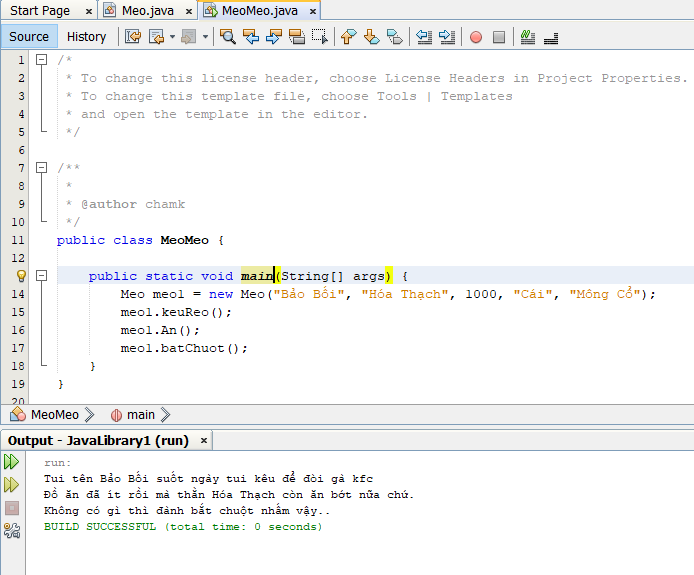 Start Page × Meo.java × MeoMeo.java ×
Source History
1 /*
2 * To change this license header, choose License Headers in Project Properties.
3 * To change this template file, choose Tools | Templates
4 * and open the template in the editor.
5 */
6
7 /**
8 *
9 * @author chamk
10 */
11 public class MeoMeo {
12
public static void main(String[] args) {
14 Meo meo1 = new Meo("Bảo Bối", "Hóa Thạch", 1000, "Cái", "Mông Cổ");
15 meo1.keuReo();
16 meo1.An();
17 meo1.batChuot();
18 }
19 }
20
MeoMeo main
Output - JavaLibrary1 (run) ×
run:
Tui tên Bảo Bối suốt ngày tui kêu để đòi gà kfc
Đồ ăn đã ít rồi mà thằn Hóa Thạch còn ăn bớt nữa chứ.
Không có gì thì đành bắt chuột nhấm vậy..
BUILD SUCCESSFUL (total time: 0 seconds)